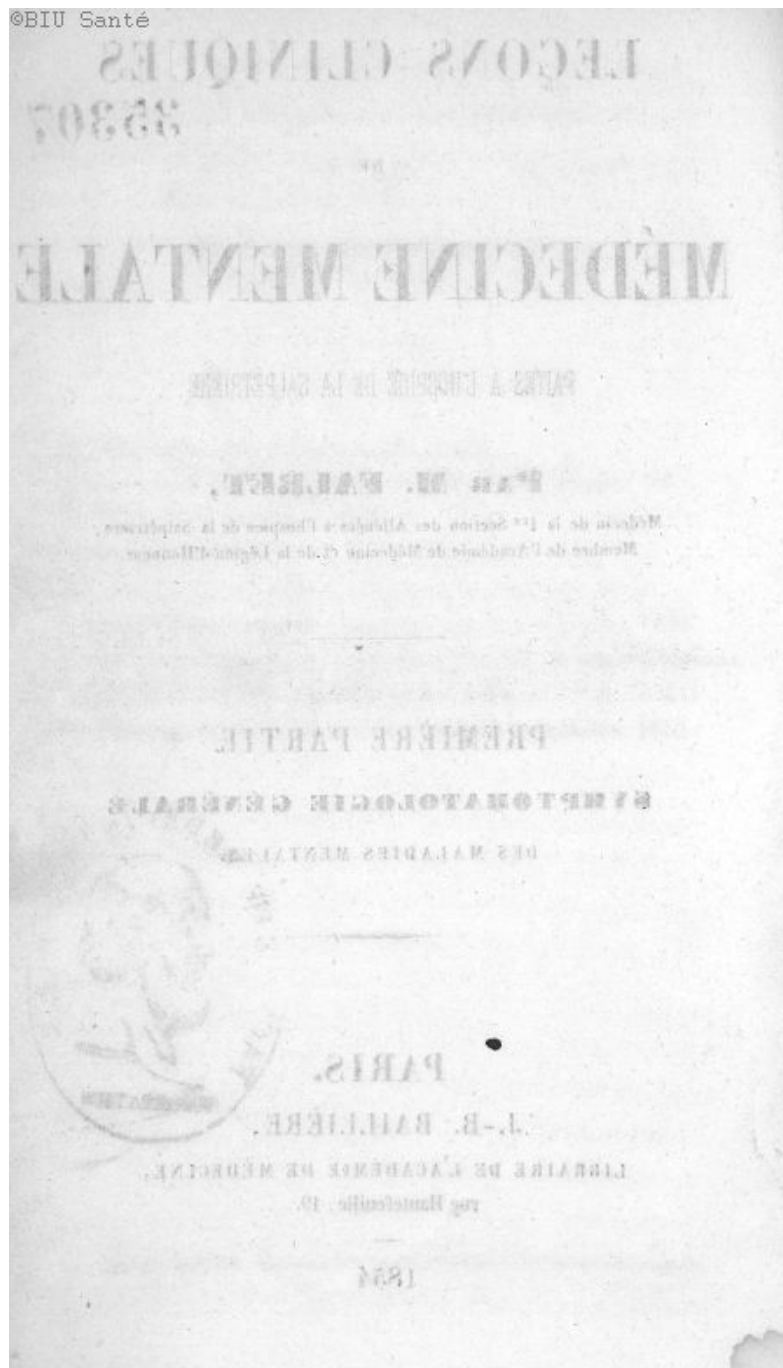 ©BIU Santé
LEÇONS CLINIQUES
35307
DE
MÉDECINE MENTALE
FAITES A L'HOSPICE DE LA SALPÊTRIÈRE
Par M. FALRET,
Médecin de la 1re Section des Aliénées à l'hospice de la Salpêtrière,
Membre de l'Académie de Médecine et de la Légion-d'Honneur.
PREMIÈRE PARTIE
SYMPTOMATOLOGIE GÉNÉRALE
DES MALADIES MENTALES
PARIS.
J.-B. BAILLIÈRE,
LIBRAIRE DE L'ACADÉMIE DE MÉDECINE,
rue Hautefeuille, 19.
1854